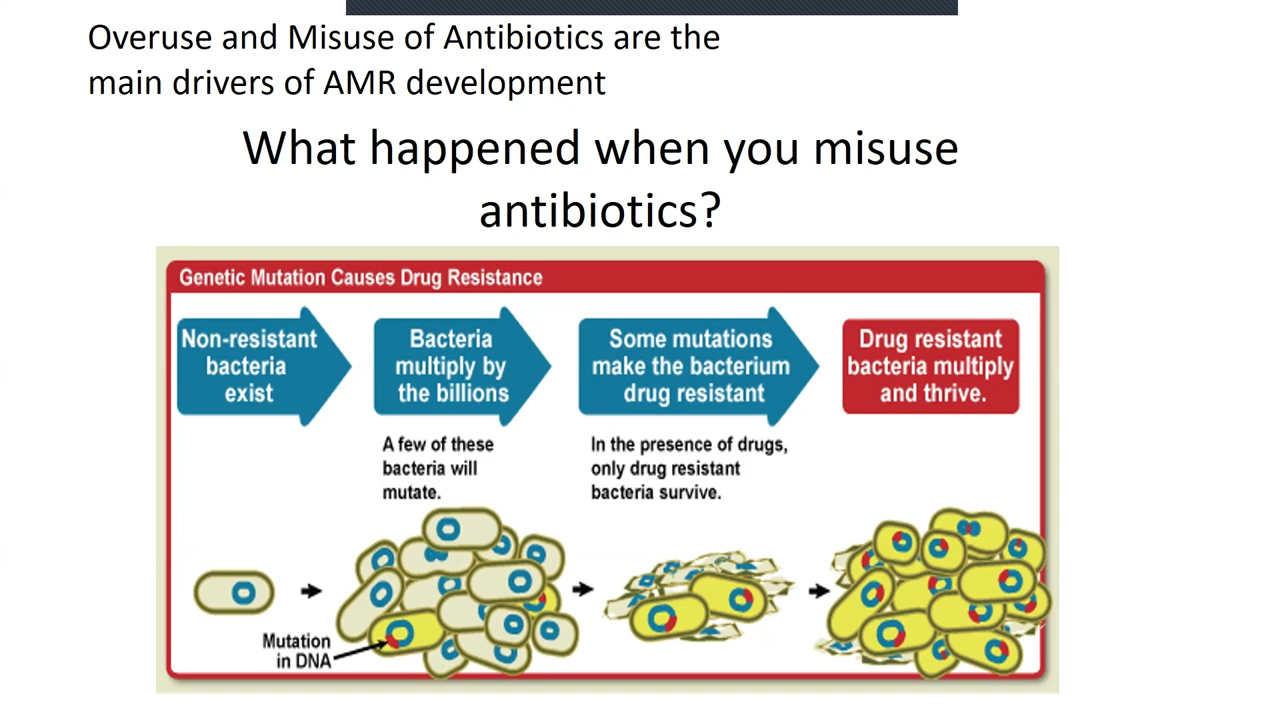 Overuse and Misuse of Antibiotics are the
main drivers of AMR development
What happened when you misuse
antibiotics?
Genetic Mutation Causes Drug Resistance
Non-resistant
bacteria
exist
Bacteria
multiply by
the billions
Some mutations
make the bacterium
drug resistant
Drug resistant
bacteria multiply
and thrive.
A few of these
bacteria will
mutate.
In the presence of drugs,
only drug resistant
bacteria survive.
Mutation
in DNA